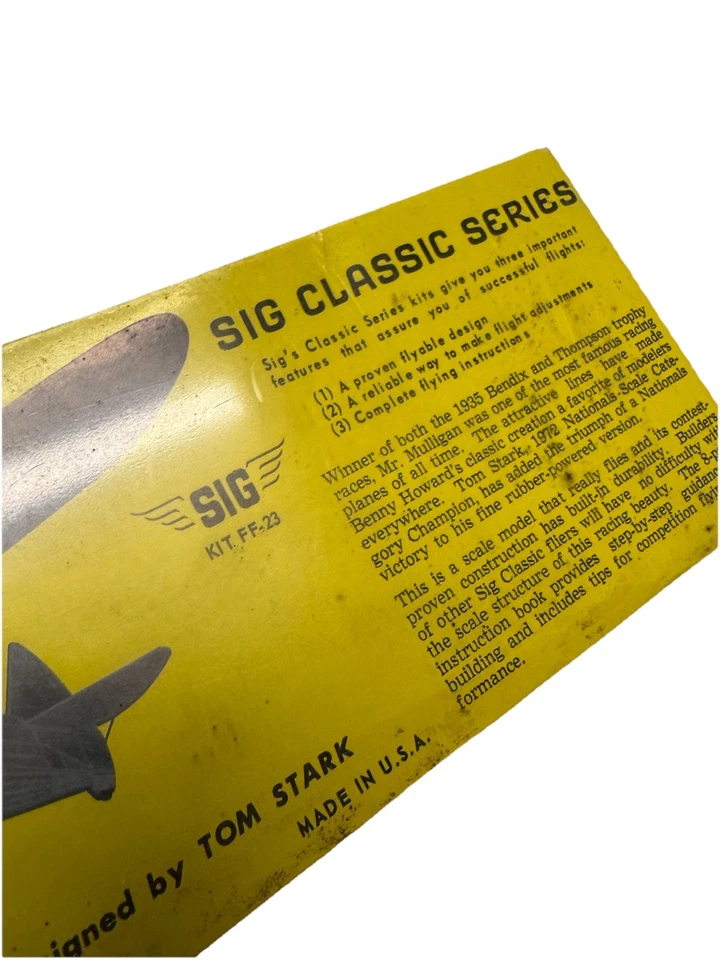 SIG CLASSIC SERIES
Sig's Classic Series kits give you three important
features that assure you of successful flights:
(1) A proven flyable design
(2) A reliable way to make flight adjustments
(3) Complete flying instructions
Winner of both the 1935 Bendix and Thompson trophy
races, Mr. Mulligan was one of the most famous racing
planes of all time. The attractive lines have made
Benny Howard's classic creation a favorite of modelers
everywhere. Tom Stark, 1972 Nationals Scale Cate-
gory Champion, has added the triumph of a Nationals
victory to his fine rubber-powered version.
This is a scale model that really flies and its contest-
proven construction has built-in durability. Builders
of other Sig Classic fliers will have no difficulty wi
the scale structure of this racing beauty. The 8-
instruction book provides step-by-step guidan
building and includes tips for competition fly
formance.
SIG
KIT FF-23
igned by TOM STARK
MADE IN U.S.A.